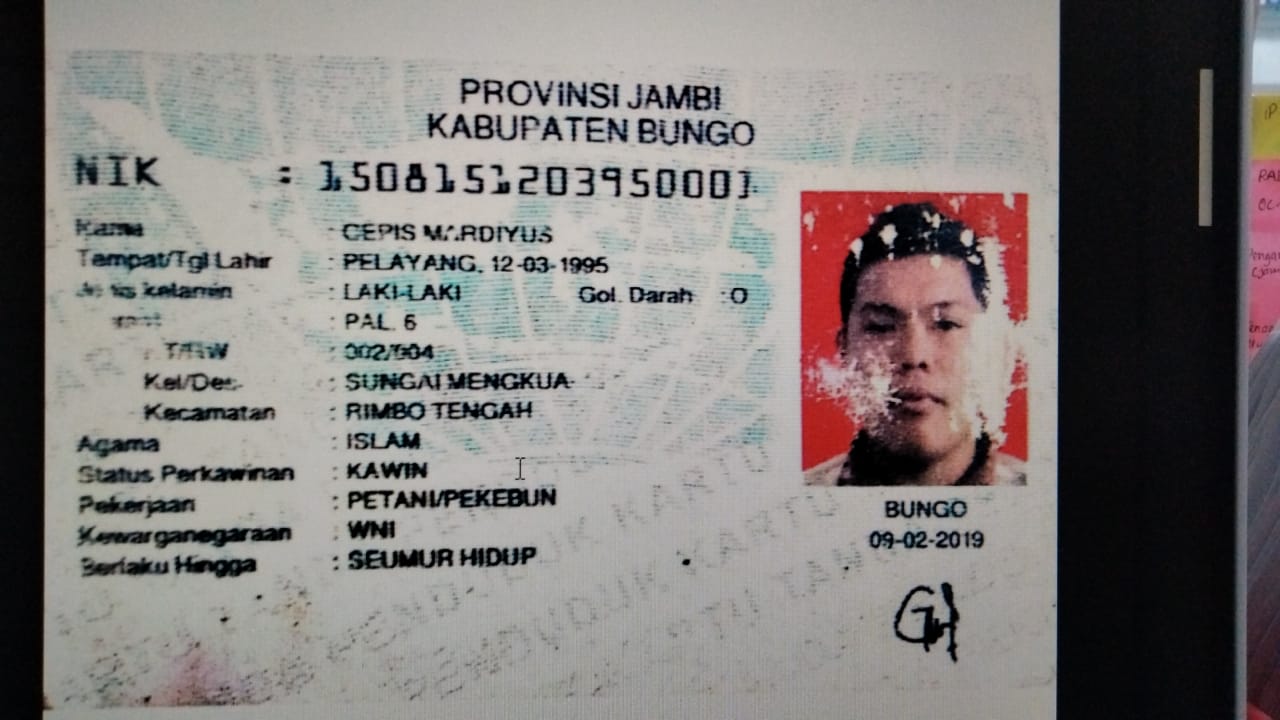 PROVINSI JAMBI
KABUPATEN BUNGO
NIK : 1508151203950001
Nama : CEPIS MARDIYUS
Tempat/Tgl Lahir : PELAYANG, 12-03-1995
Jenis kelamin : LAKI-LAKI Gol. Darah : O
: PAL. 6
RT/RW : 002/004
Kel/Des : SUNGAI MENGKUA
Kecamatan : RIMBO TENGAH
Agama : ISLAM
Status Perkawinan : KAWIN
Pekerjaan : PETANI/PEKEBUN
Kewarganegaraan : WNI
Berlaku Hingga : SEUMUR HIDUP
BUNGO
09-02-2019